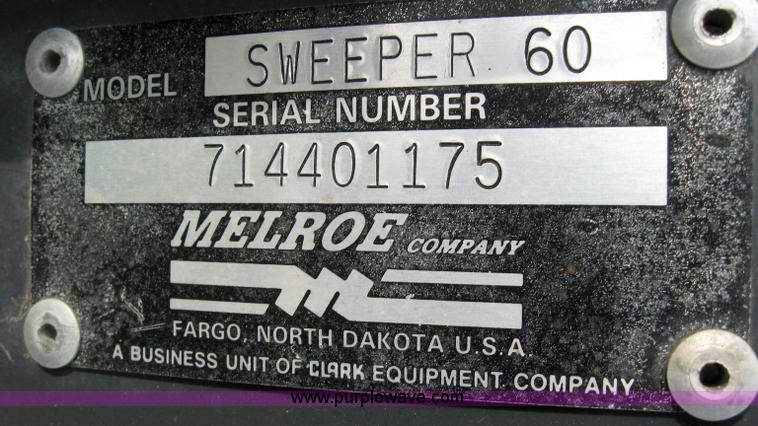 MODEL SWEEPER 60
SERIAL NUMBER
714401175
MELROE COMPANY
FARGO, NORTH DAKOTA U.S.A
A BUSINESS UNIT OF CLARK EQUIPMENT COMPANY
www.purplewave.com